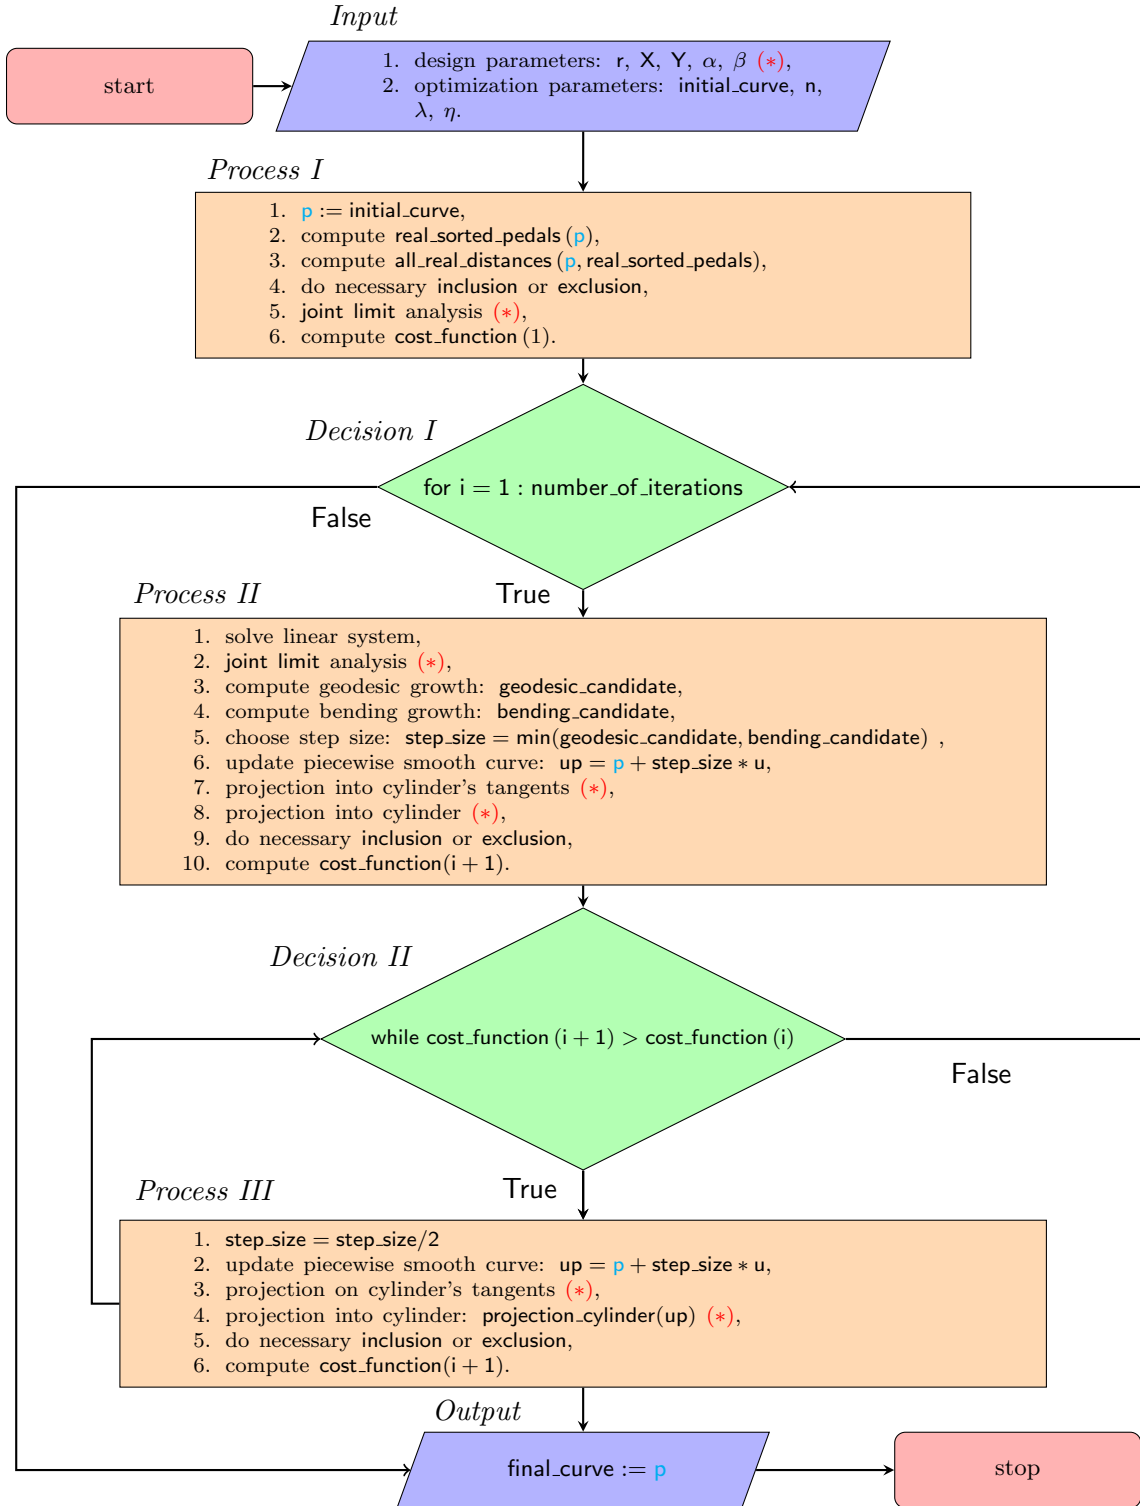 Input
start
1. design parameters: r, X, Y, α, β (∗),
2. optimization parameters: initial_curve, n,
λ, η.
Process I
1. p := initial_curve,
2. compute real_sorted_pedals (p),
3. compute all_real_distances (p, real_sorted_pedals),
4. do necessary inclusion or exclusion,
5. joint limit analysis (∗),
6. compute cost_function (1).
Decision I
for i = 1 : number_of_iterations
False
True
Process II
1. solve linear system,
2. joint limit analysis (∗),
3. compute geodesic growth: geodesic_candidate,
4. compute bending growth: bending_candidate,
5. choose step size: step_size = min(geodesic_candidate, bending_candidate) ,
6. update piecewise smooth curve: up = p + step_size ∗ u,
7. projection into cylinder's tangents (∗),
8. projection into cylinder (∗),
9. do necessary inclusion or exclusion,
10. compute cost_function(i + 1).
Decision II
while cost_function (i + 1) > cost_function (i)
False
True
Process III
1. step_size = step_size/2
2. update piecewise smooth curve: up = p + step_size ∗ u,
3. projection on cylinder's tangents (∗),
4. projection into cylinder: projection_cylinder(up) (∗),
5. do necessary inclusion or exclusion,
6. compute cost_function(i + 1).
Output
final_curve := p
stop